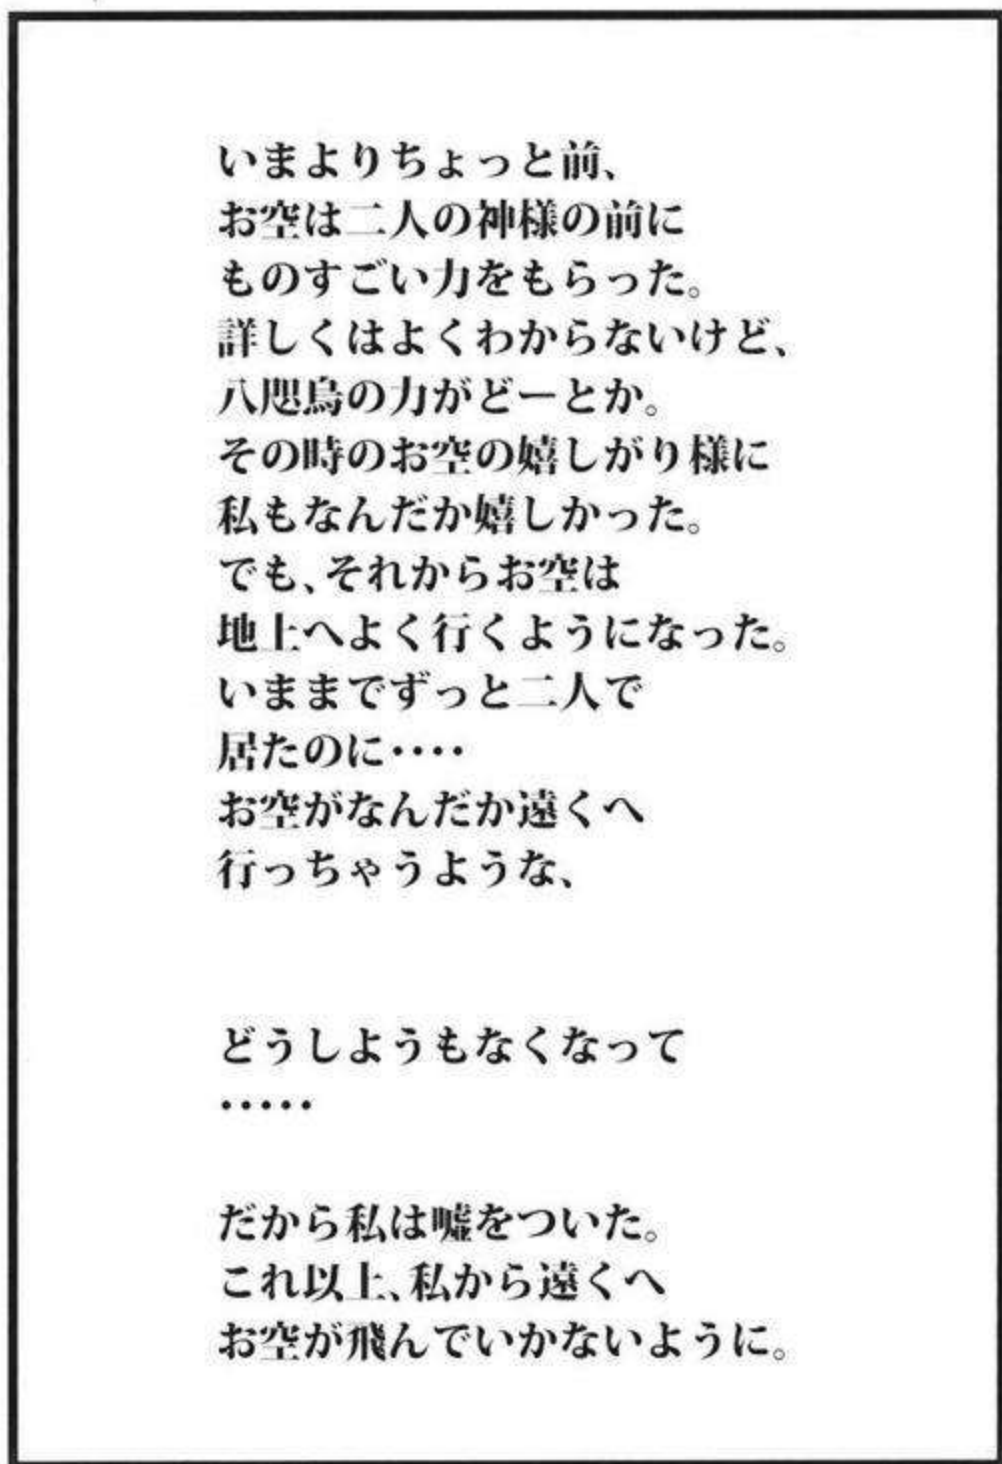 いまよりちょっと前、
お空は二人の神様の前に
ものすごい力をもらった。
詳しくはよくわからないけど、
八咫烏の力がどーとか。
その時のお空の嬉しがり様に
私もなんだか嬉しかった。
でも、それからお空は
地上へよく行くようになった。
いままでずっと二人で
居たのに‥‥
お空がなんだか遠くへ
行っちゃうような、
どうしようもなくなって
・・・・・
だから私は嘘をついた。
これ以上、私から遠くへ
お空が飛んでいかないように。